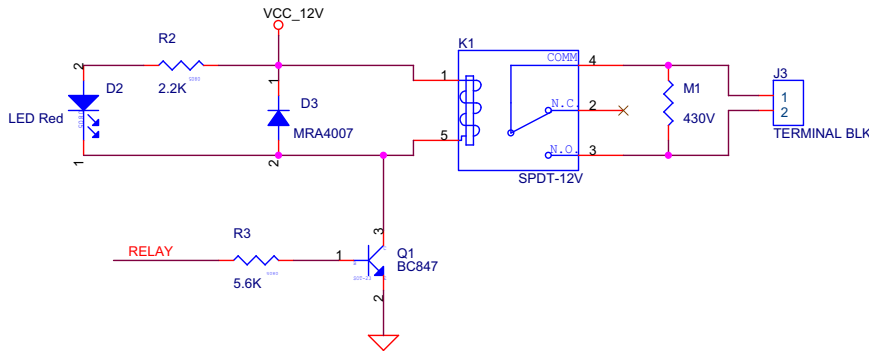 VCC_12V
R2
2.2K
2
D2
LED Red
1
1
D3
MRA4007
2
K1
COMM
4
1
N.C.
2
5
N.O.
3
SPDT-12V
M1
430V
J3
1
2
TERMINAL BLK
3
RELAY
R3
5.6K
1
Q1
BC847
2